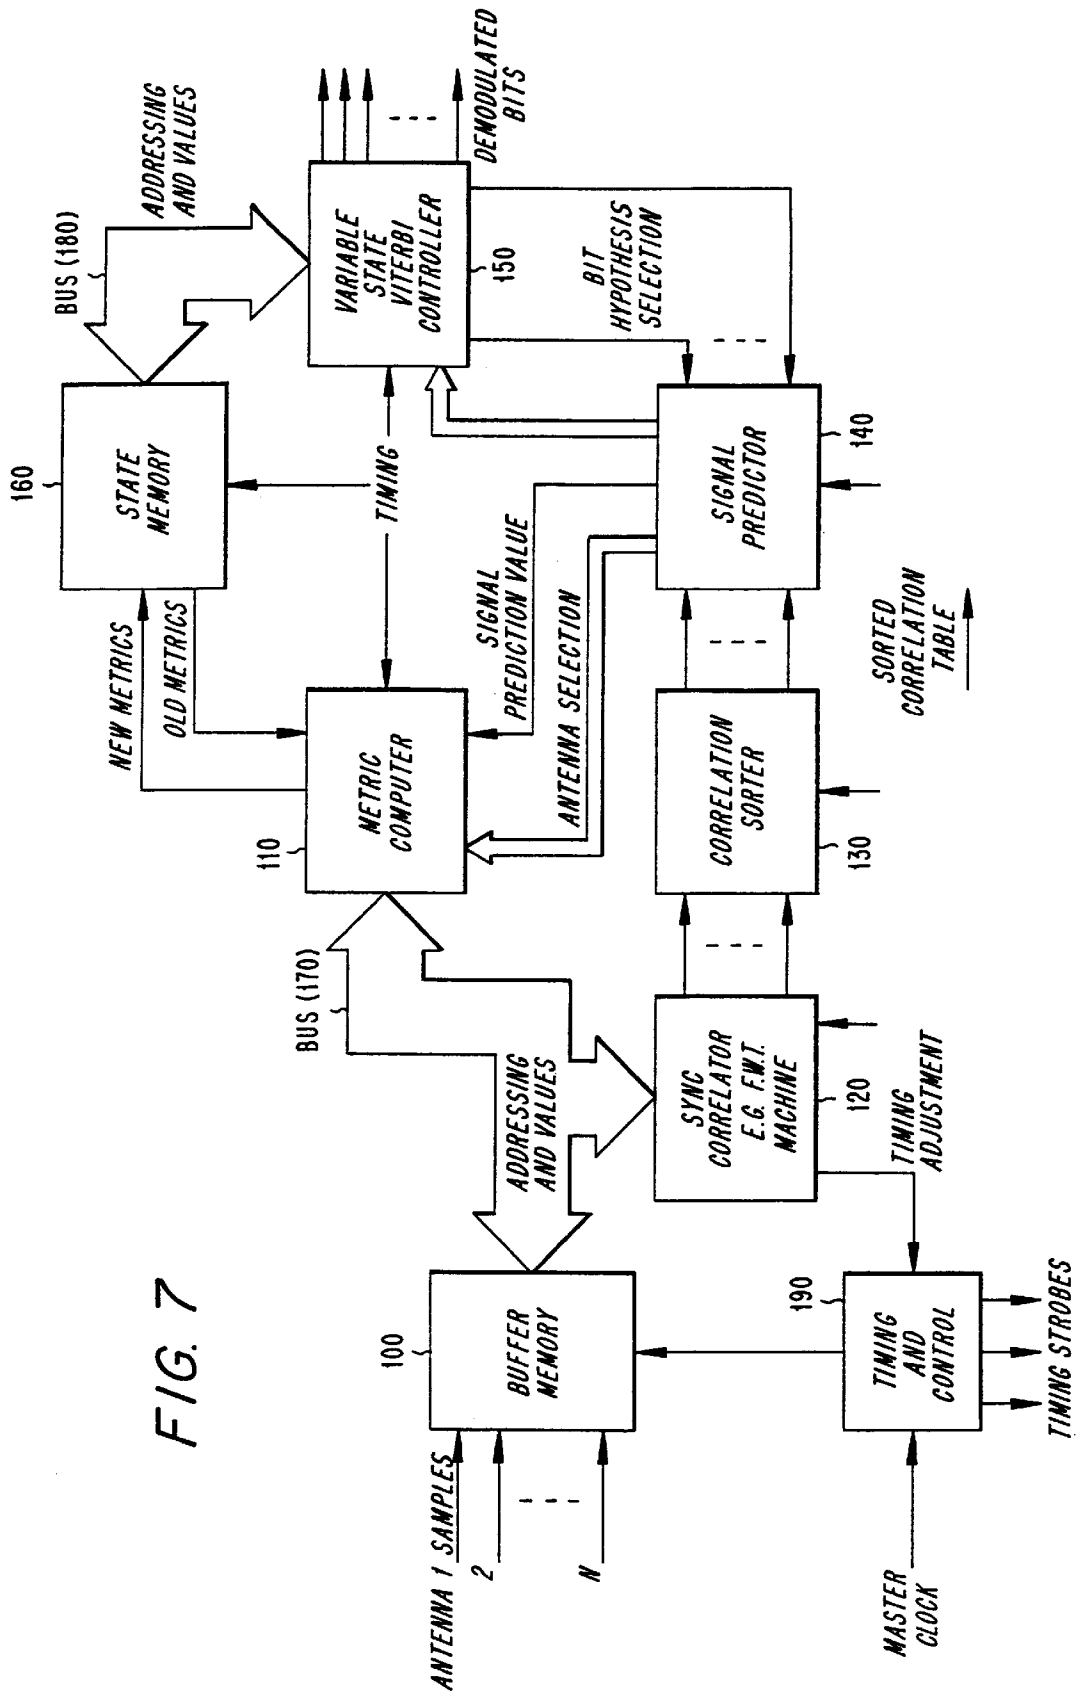 FIG. 7
ANTENNA 1 SAMPLES
2
N
100
BUFFER
MEMORY
MASTER
CLOCK
190
TIMING
AND
CONTROL
TIMING STROBES
TIMING
ADJUSTMENT
BUS (170)
ADDRESSING
AND VALUES
SYNC
CORRELATOR
E.G. F.W.T.
MACHINE
120
110
METRIC
COMPUTER
NEW METRICS
OLD METRICS
SIGNAL
PREDICTION VALUE
ANTENNA SELECTION
CORRELATION
SORTER
130
SORTED
CORRELATION
TABLE
160
STATE
MEMORY
TIMING
SIGNAL
PREDICTOR
140
BUS (180)
ADDRESSING
AND VALUES
VARIABLE
STATE
VITERBI
CONTROLLER
150
BIT
HYPOTHESIS
SELECTION
DEMODULATED
BITS